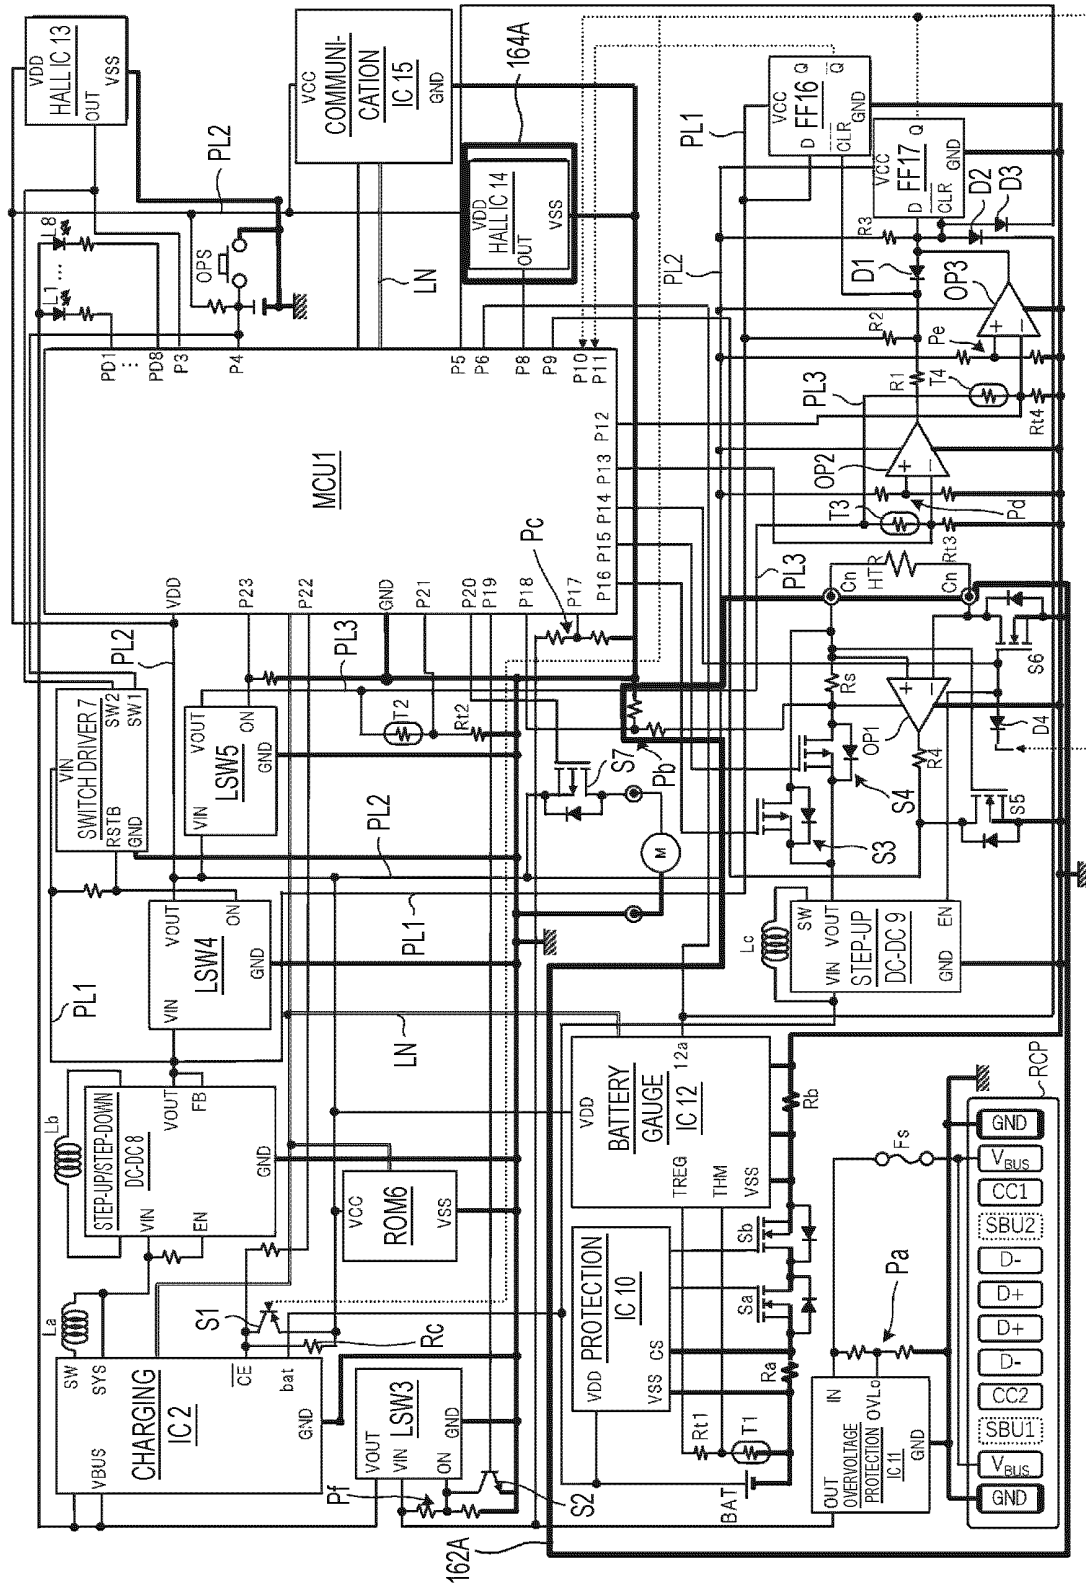 VDD
HALL IC 13
OUT
VSS
VCC
COMMUNI-
CATION
IC 15
GND
164A
PL2
L8
...
L1
OPS
LN
VDD
HALL IC 14
OUT
VSS
PD1
⋮
PD8
P3
P4
P5
P6
P8
P9
P10
P11
MCU1
P12
P13
P14
P15
P16
VDD
P23
P22
GND
P21
P20
P19
P18
P17
Pc
PL1
VCC
D
FF16
Q
Q
CLR
GND
VCC
D
FF17
Q
CLR
GND
R3
D1
D2
D3
PL2
R2
OP3
+
−
Pe
R1
T4
PL3
Rt4
OP2
+
−
T3
Pd
Rt3
PL3
Cn
HTR
Cn
S6
Rs
OP1
+
−
D4
R4
S5
S4
S3
PL2
PL3
T2
Rt2
S7
Pb
M
VIN
SWITCH DRIVER 7
RSTB
GND
SW2
SW1
VOUT
VIN
LSW5
ON
GND
PL2
PL1
VOUT
VIN
LSW4
ON
GND
PL1
LN
Lc
SW
VIN
VOUT
STEP-UP
DC-DC 9
GND
EN
Lb
STEP-UP/STEP-DOWN
DC-DC8
VOUT
FB
VIN
EN
GND
VCC
ROM6
VSS
VDD
BATTERY
GAUGE
IC 12
12a
TREG
THM
VSS
Rb
Sb
Sa
PROTECTION
IC 10
VDD
VSS
CS
Ra
Rt1
T1
BAT
La
SW
SYS
VBUS
CHARGING
IC 2
CE
bat
GND
S1
Rc
VOUT
VIN
LSW3
ON
GND
Pf
S2
162A
Fs
Pa
IN
OVLo
OUT
OVERVOLTAGE
PROTECTION
IC 11
GND
RCP
GND
VBUS
CC1
SBU2
D-
D+
D+
D-
CC2
SBU1
VBUS
GND